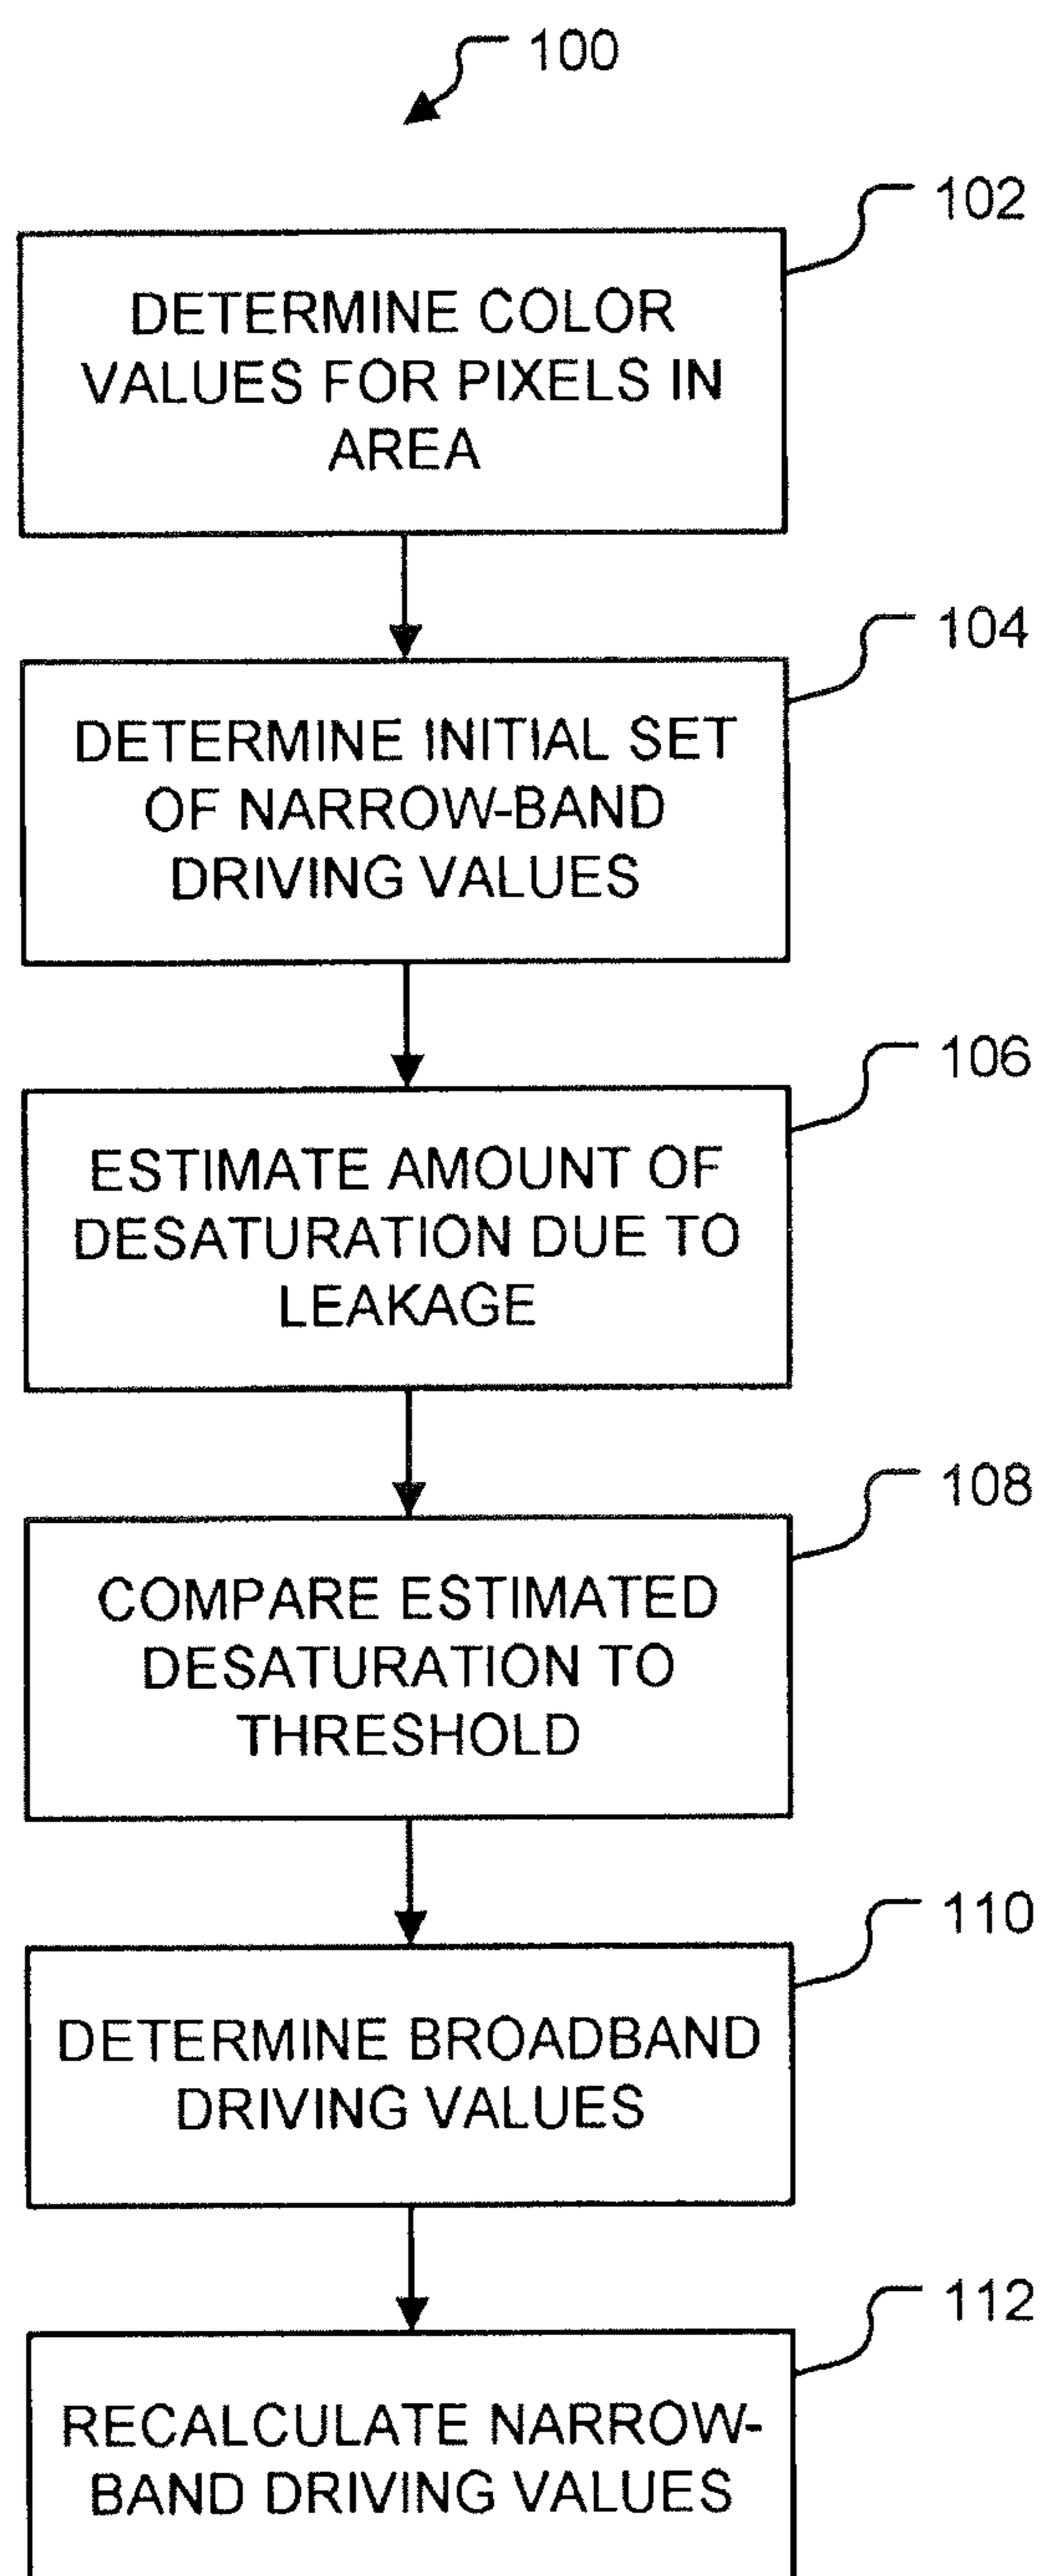 100
102
DETERMINE COLOR
VALUES FOR PIXELS IN
AREA
104
DETERMINE INITIAL SET
OF NARROW-BAND
DRIVING VALUES
106
ESTIMATE AMOUNT OF
DESATURATION DUE TO
LEAKAGE
108
COMPARE ESTIMATED
DESATURATION TO
THRESHOLD
110
DETERMINE BROADBAND
DRIVING VALUES
112
RECALCULATE NARROW-
BAND DRIVING VALUES